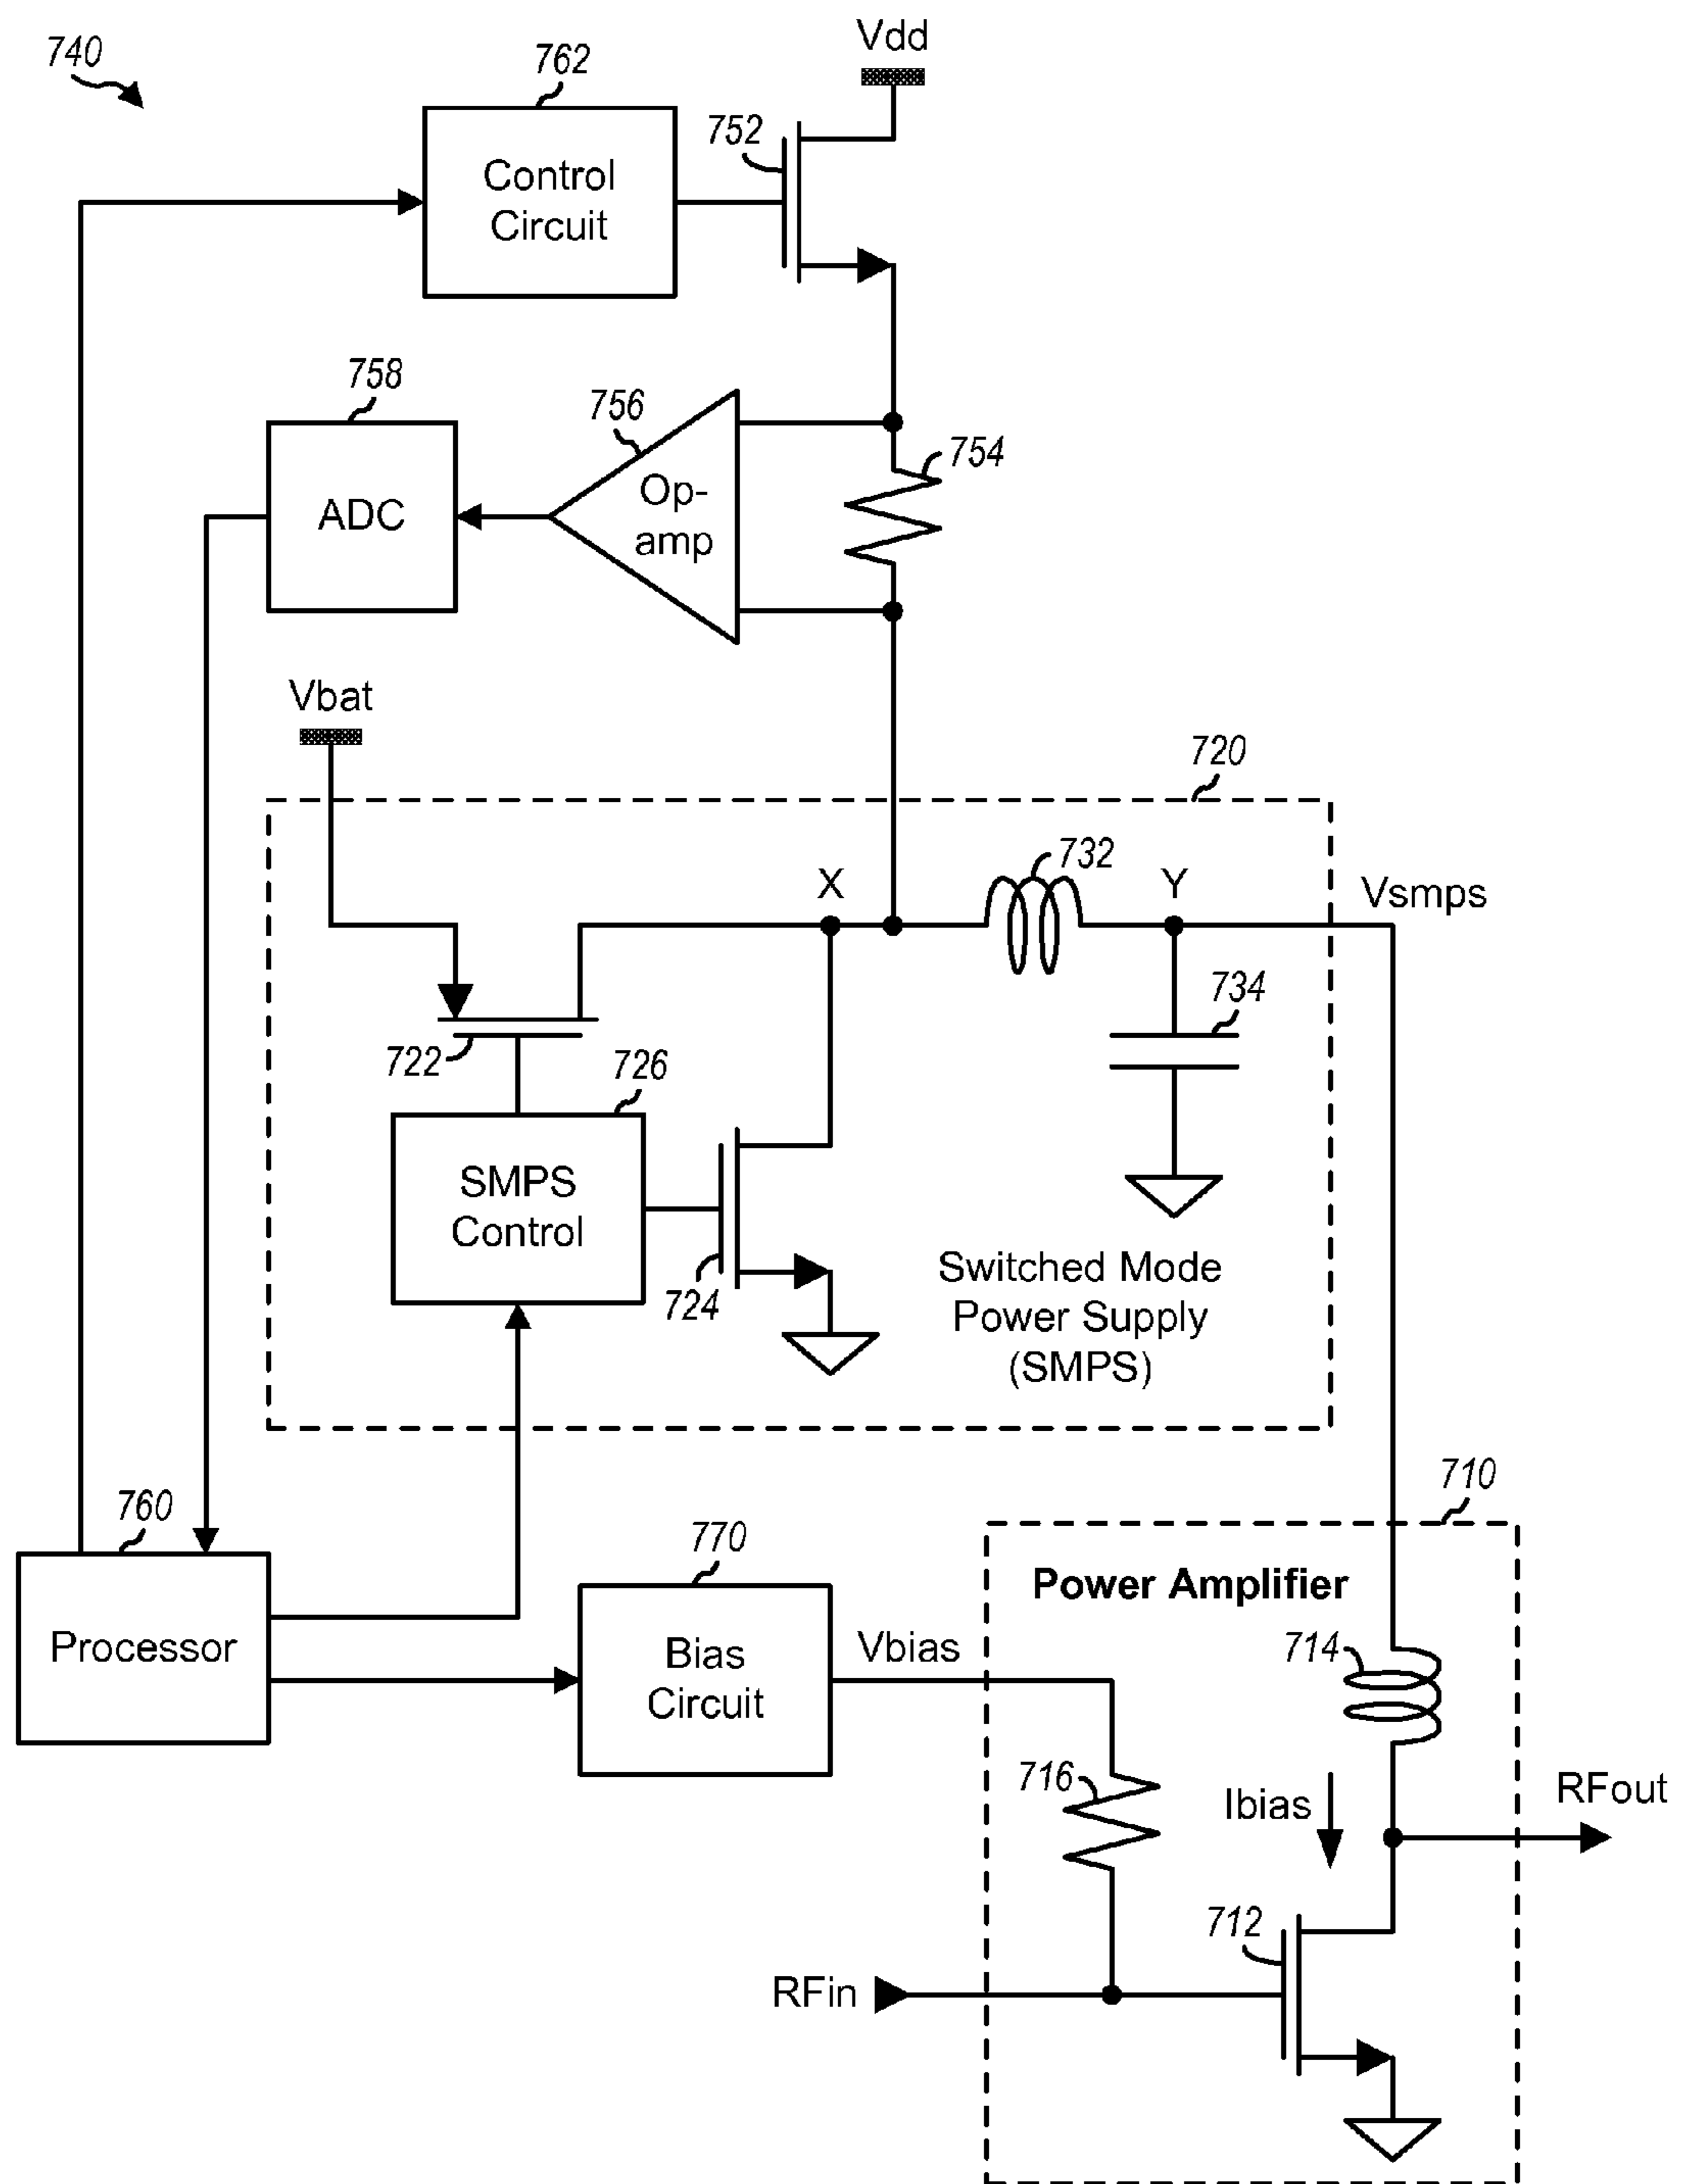 Vdd
740
762
752
Control
Circuit
758
756
754
ADC
Op-
amp
Vbat
720
732
X
Y
Vsmps
734
722
726
SMPS
Control
724
Switched Mode
Power Supply
(SMPS)
710
760
770
Power Amplifier
Processor
Bias
Circuit
Vbias
714
716
Ibias
RFout
712
RFin